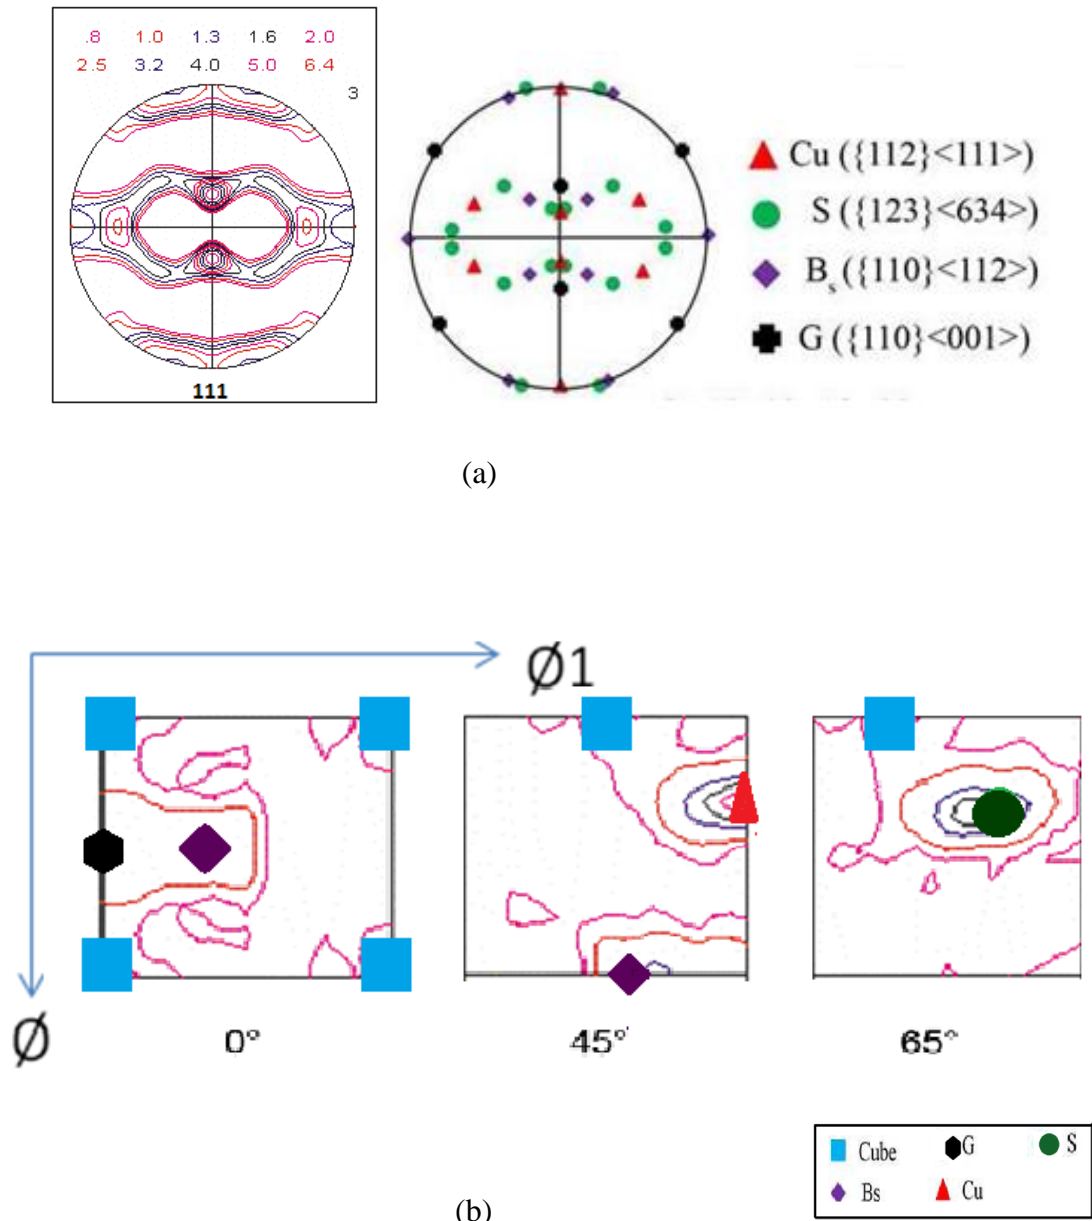 .8 1.0 1.3 1.6 2.0
2.5 3.2 4.0 5.0 6.4
3
111
Cu ({112}<111>)
S ({123}<634>)
Bs ({110}<112>)
G ({110}<001>)
(a)
Ø1
Ø
0° 45° 65°
Cube G S
Bs Cu
(b)